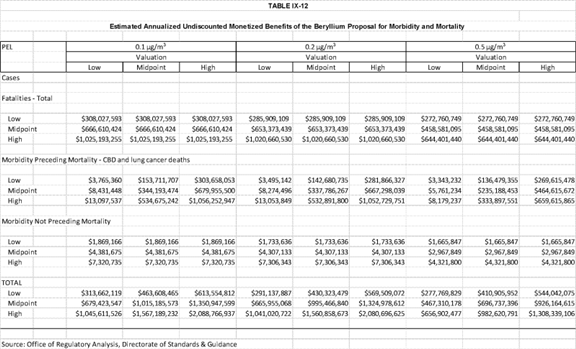 TABLE IX-12
Estimated Annualized Undiscounted Monetized Benefits of the Beryllium Proposal for Morbidity and Mortality
PEL 0.1 µg/m³ 0.2 µg/m³ 0.5 µg/m³
Valuation Valuation Valuation
Low Midpoint High Low Midpoint High Low Midpoint High
Cases
Fatalities - Total
Low $308,027,593 $308,027,593 $308,027,593 $285,909,109 $285,909,109 $285,909,109 $272,760,749 $272,760,749 $272,760,749
Midpoint $666,610,424 $666,610,424 $666,610,424 $653,373,439 $653,373,439 $653,373,439 $458,581,095 $458,581,095 $458,581,095
High $1,025,193,255 $1,025,193,255 $1,025,193,255 $1,020,660,530 $1,020,660,530 $1,020,660,530 $644,401,440 $644,401,440 $644,401,440
Morbidity Preceding Mortality - CBD and lung cancer deaths
Low $3,765,360 $153,711,707 $303,658,053 $3,495,142 $142,680,735 $281,866,327 $3,343,232 $136,479,355 $269,615,478
Midpoint $8,431,448 $344,193,474 $679,955,500 $8,274,496 $337,786,267 $667,298,039 $5,761,234 $235,188,453 $464,615,672
High $13,097,537 $534,675,242 $1,056,252,947 $13,053,849 $532,891,800 $1,052,729,751 $8,179,237 $333,897,551 $659,615,865
Morbidity Not Preceding Mortality
Low $1,869,166 $1,869,166 $1,869,166 $1,733,636 $1,733,636 $1,733,636 $1,665,847 $1,665,847 $1,665,847
Midpoint $4,381,675 $4,381,675 $4,381,675 $4,307,133 $4,307,133 $4,307,133 $2,967,849 $2,967,849 $2,967,849
High $7,320,735 $7,320,735 $7,320,735 $7,306,343 $7,306,343 $7,306,343 $4,321,800 $4,321,800 $4,321,800
TOTAL
Low $313,662,119 $463,608,465 $613,554,812 $291,137,887 $430,323,479 $569,509,072 $277,769,829 $410,905,952 $544,042,075
Midpoint $679,423,547 $1,015,185,573 $1,350,947,599 $665,955,068 $995,466,840 $1,324,978,612 $467,310,178 $696,737,396 $926,164,615
High $1,045,611,526 $1,567,189,232 $2,088,766,937 $1,041,020,722 $1,560,858,673 $2,080,696,625 $656,902,477 $982,620,791 $1,308,339,106
Source: Office of Regulatory Analysis, Directorate of Standards & Guidance